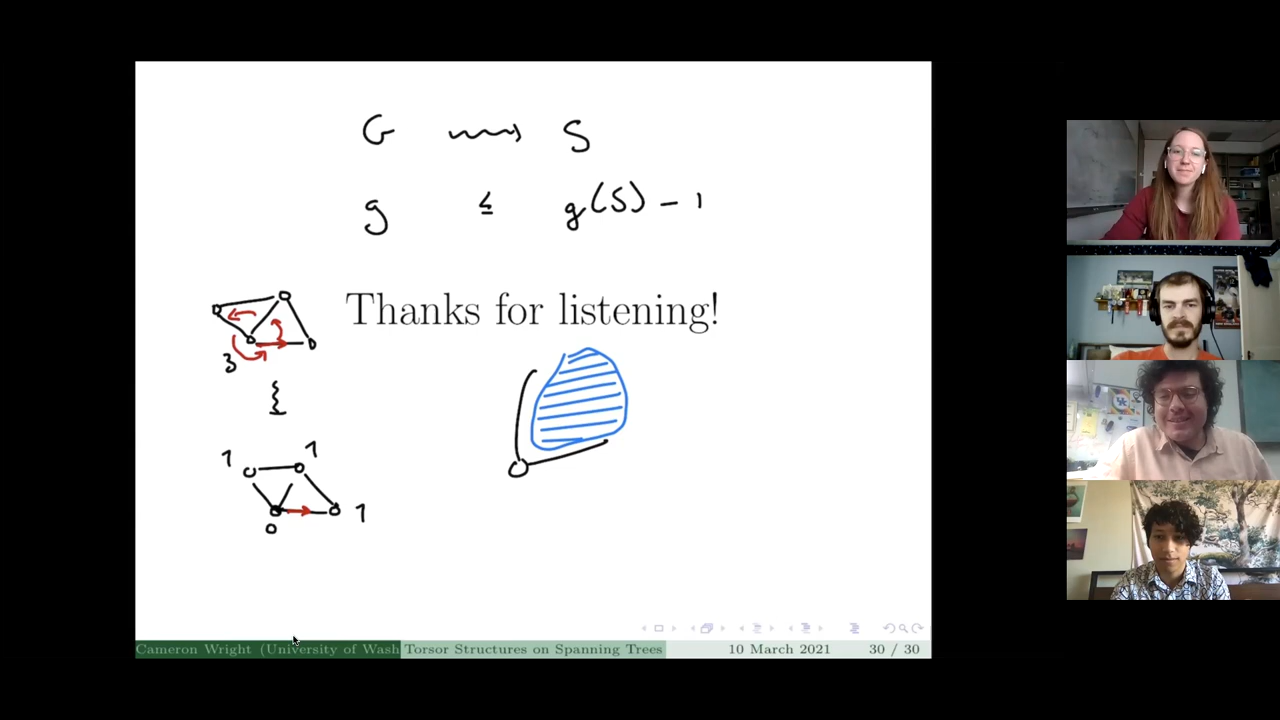 G ⟿ S
g ≤ g(S) - 1
Thanks for listening!
3
1 1
0 1
Cameron Wright (University of Wash Torsor Structures on Spanning Trees 10 March 2021 30 / 30